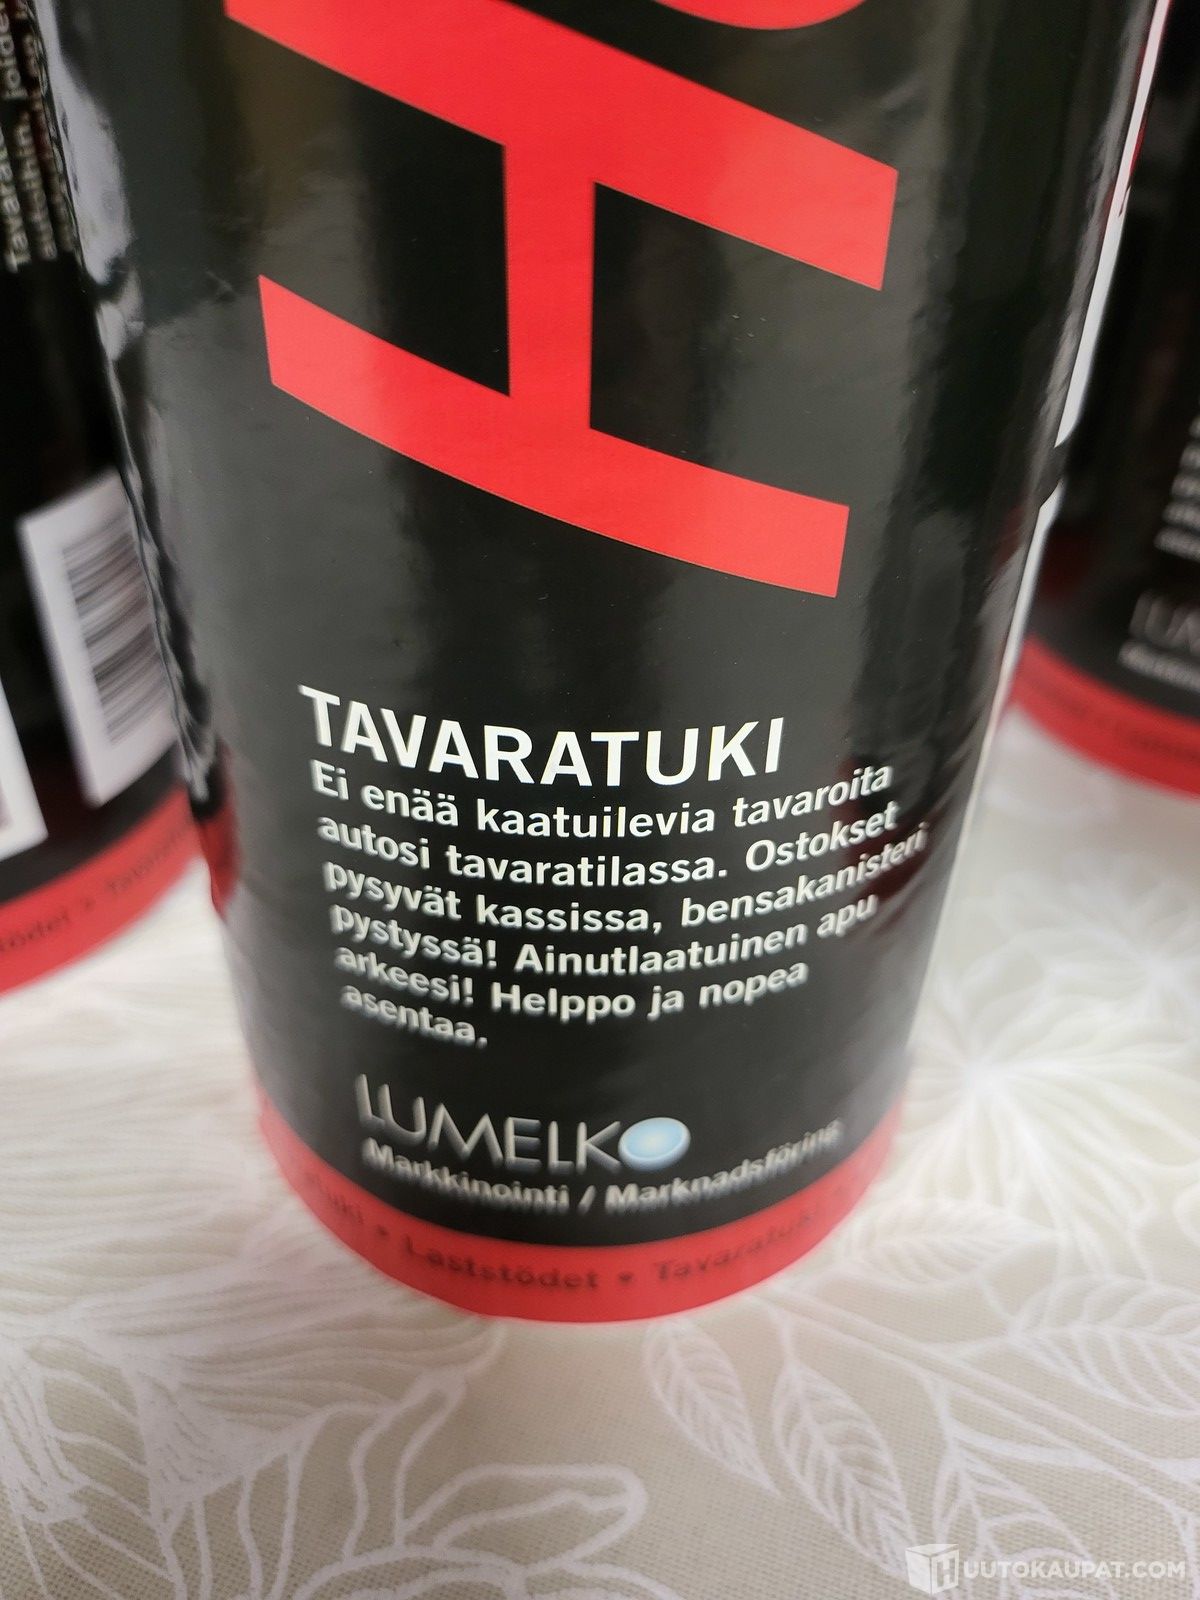 H
TAVARATUKI
Ei enää kaatuilevia tavaroita
autosi tavaratilassa. Ostokset
pysyvät kassissa, bensakanisteri
pystyssä! Ainutlaatuinen apu
arkeesi! Helppo ja nopea
asentaa.
LUMELKO
Markkinointi / Marknadsföring
• Laststödet • Tavaratuki
HUUTOKAUPAT.COM